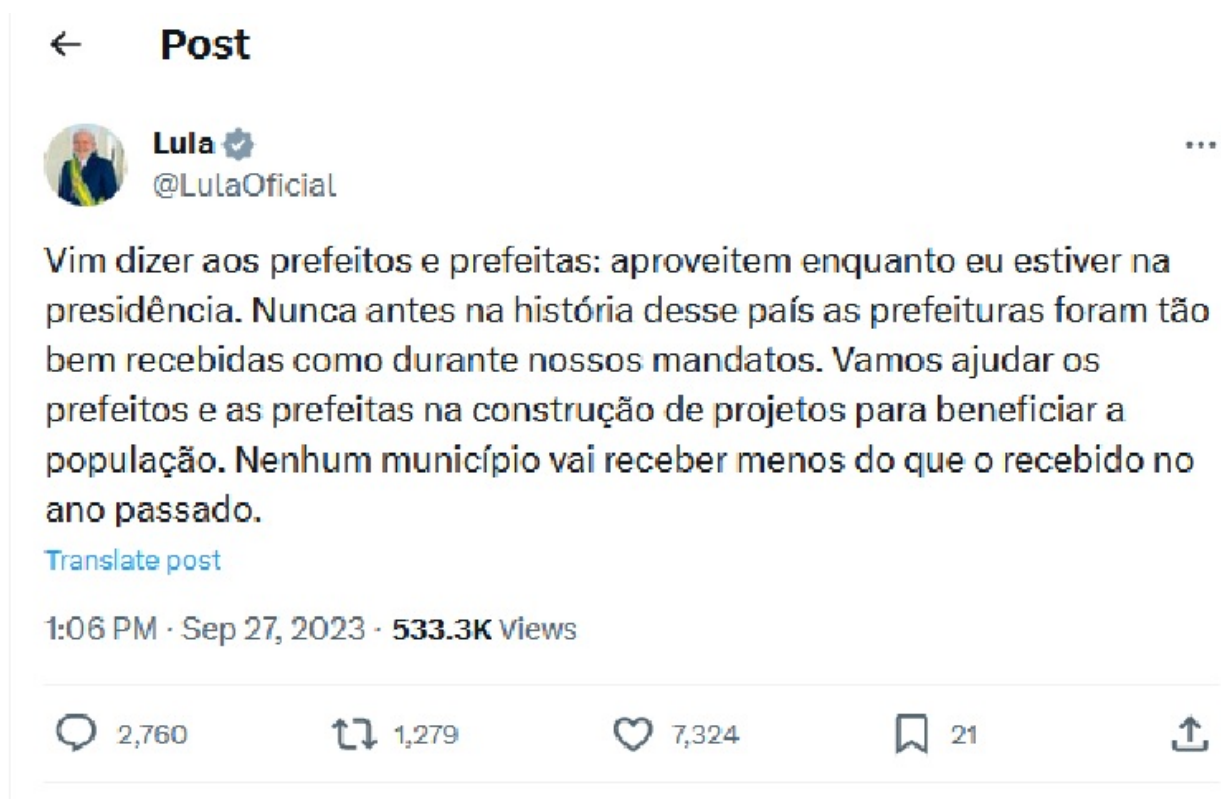 Post
Lula
@LulaOficial
Vim dizer aos prefeitos e prefeitas: aproveitem enquanto eu estiver na
presidência. Nunca antes na história desse país as prefeituras foram tão
bem recebidas como durante nossos mandatos. Vamos ajudar os
prefeitos e as prefeitas na construção de projetos para beneficiar a
população. Nenhum município vai receber menos do que o recebido no
ano passado.
Translate post
1:06 PM · Sep 27, 2023 · 533.3K Views
2,760 1,279 7,324 21